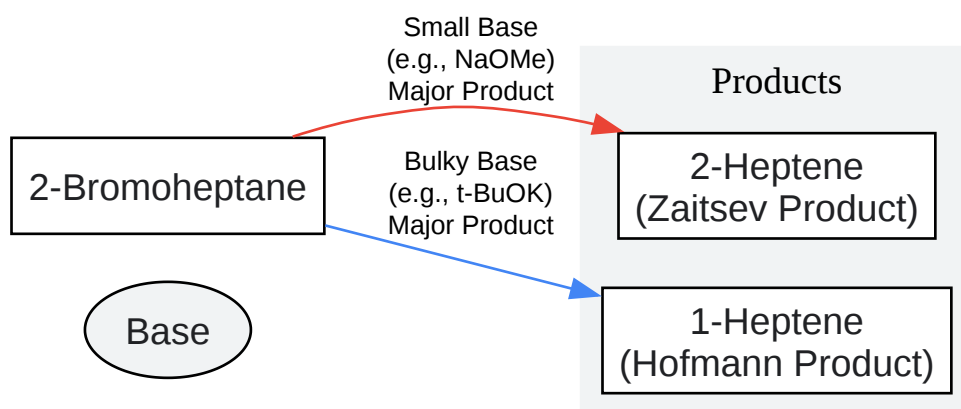 Small Base
(e.g., NaOMe)
Major Product
Products
2-Bromoheptane
2-Heptene
(Zaitsev Product)
Bulky Base
(e.g., t-BuOK)
Major Product
Base
1-Heptene
(Hofmann Product)